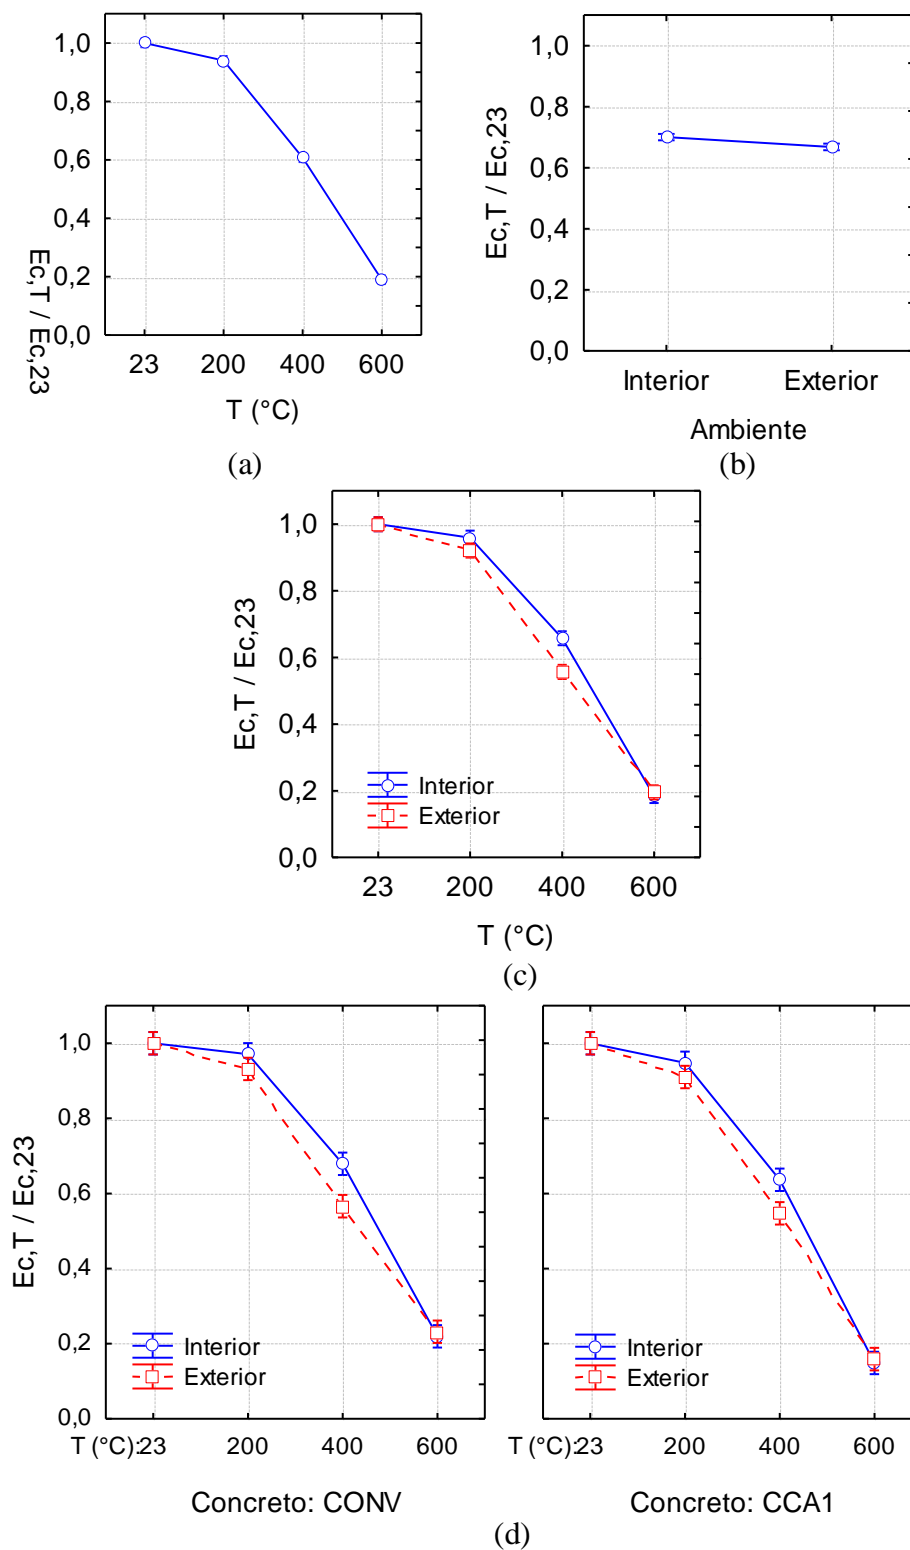 1,0
0,8
0,6
0,4
0,2
0,0
Ec,T / Ec,23
23 200 400 600
T (°C)
(a)
1,0
0,8
0,6
0,4
0,2
0,0
Ec,T / Ec,23
Interior Exterior
Ambiente
(b)
1,0
0,8
0,6
0,4
0,2
0,0
Ec,T / Ec,23
Interior
Exterior
23 200 400 600
T (°C)
(c)
1,0
0,8
0,6
0,4
0,2
0,0
Ec,T / Ec,23
Interior
Exterior
T (°C): 23 200 400 600
Concreto: CONV
Interior
Exterior
T (°C): 23 200 400 600
Concreto: CCA1
(d)